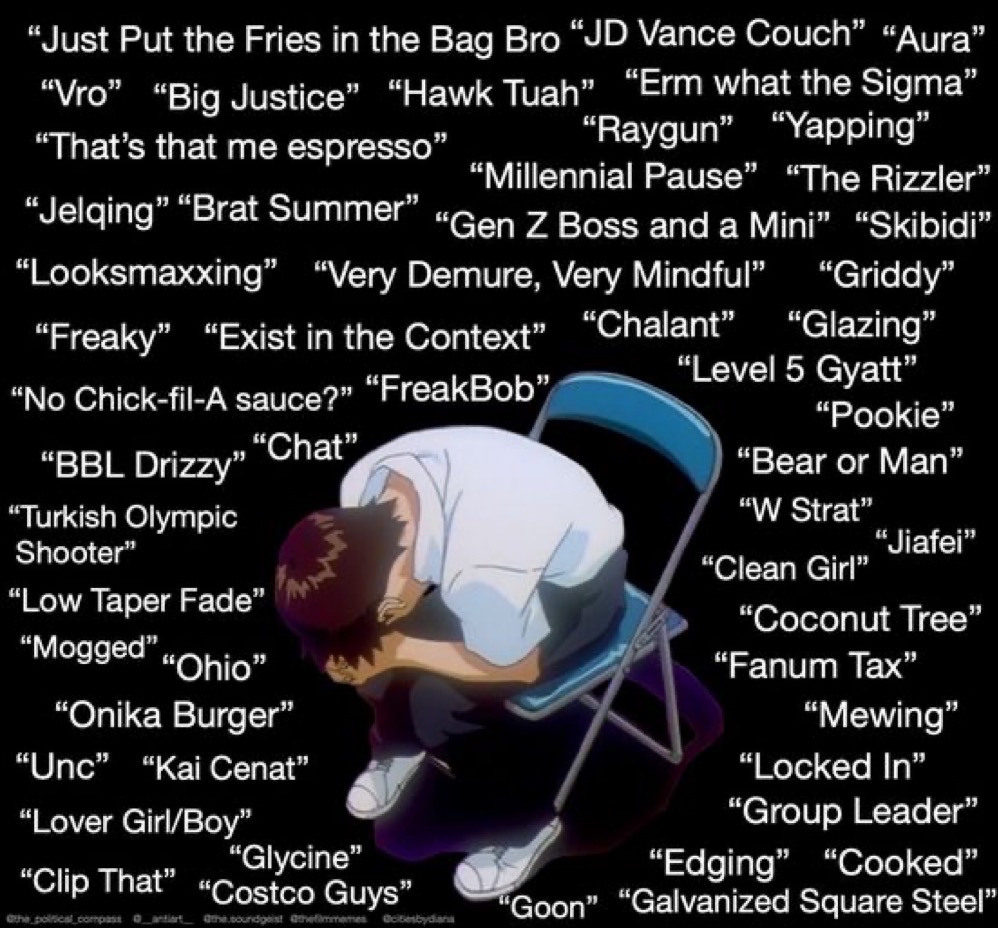 “Just Put the Fries in the Bag Bro “JD Vance Couch” “Aura”
“Vro” “Big Justice” “Hawk Tuah” “Erm what the Sigma”
“That’s that me espresso” “Raygun” “Yapping”
“Millennial Pause” “The Rizzler”
“Jelqing” “Brat Summer” “Gen Z Boss and a Mini” “Skibidi”
“Looksmaxxing” “Very Demure, Very Mindful” “Griddy”
“Freaky” “Exist in the Context” “Chalant” “Glazing”
“Level 5 Gyatt”
“No Chick-fil-A sauce?” “FreakBob”
“Pookie”
“BBL Drizzy” “Chat” “Bear or Man”
“Turkish Olympic
Shooter”
“W Strat”
“Jiafei”
“Clean Girl”
“Low Taper Fade” “Coconut Tree”
“Mogged” “Ohio” “Fanum Tax”
“Onika Burger” “Mewing”
“Unc” “Kai Cenat” “Locked In”
“Lover Girl/Boy” “Group Leader”
“Glycine” “Edging” “Cooked”
“Clip That” “Costco Guys” “Goon” “Galvanized Square Steel”
@the_political_compass @__antiart__ @the.soundgeist @thefilmmemes @citiesbydiana